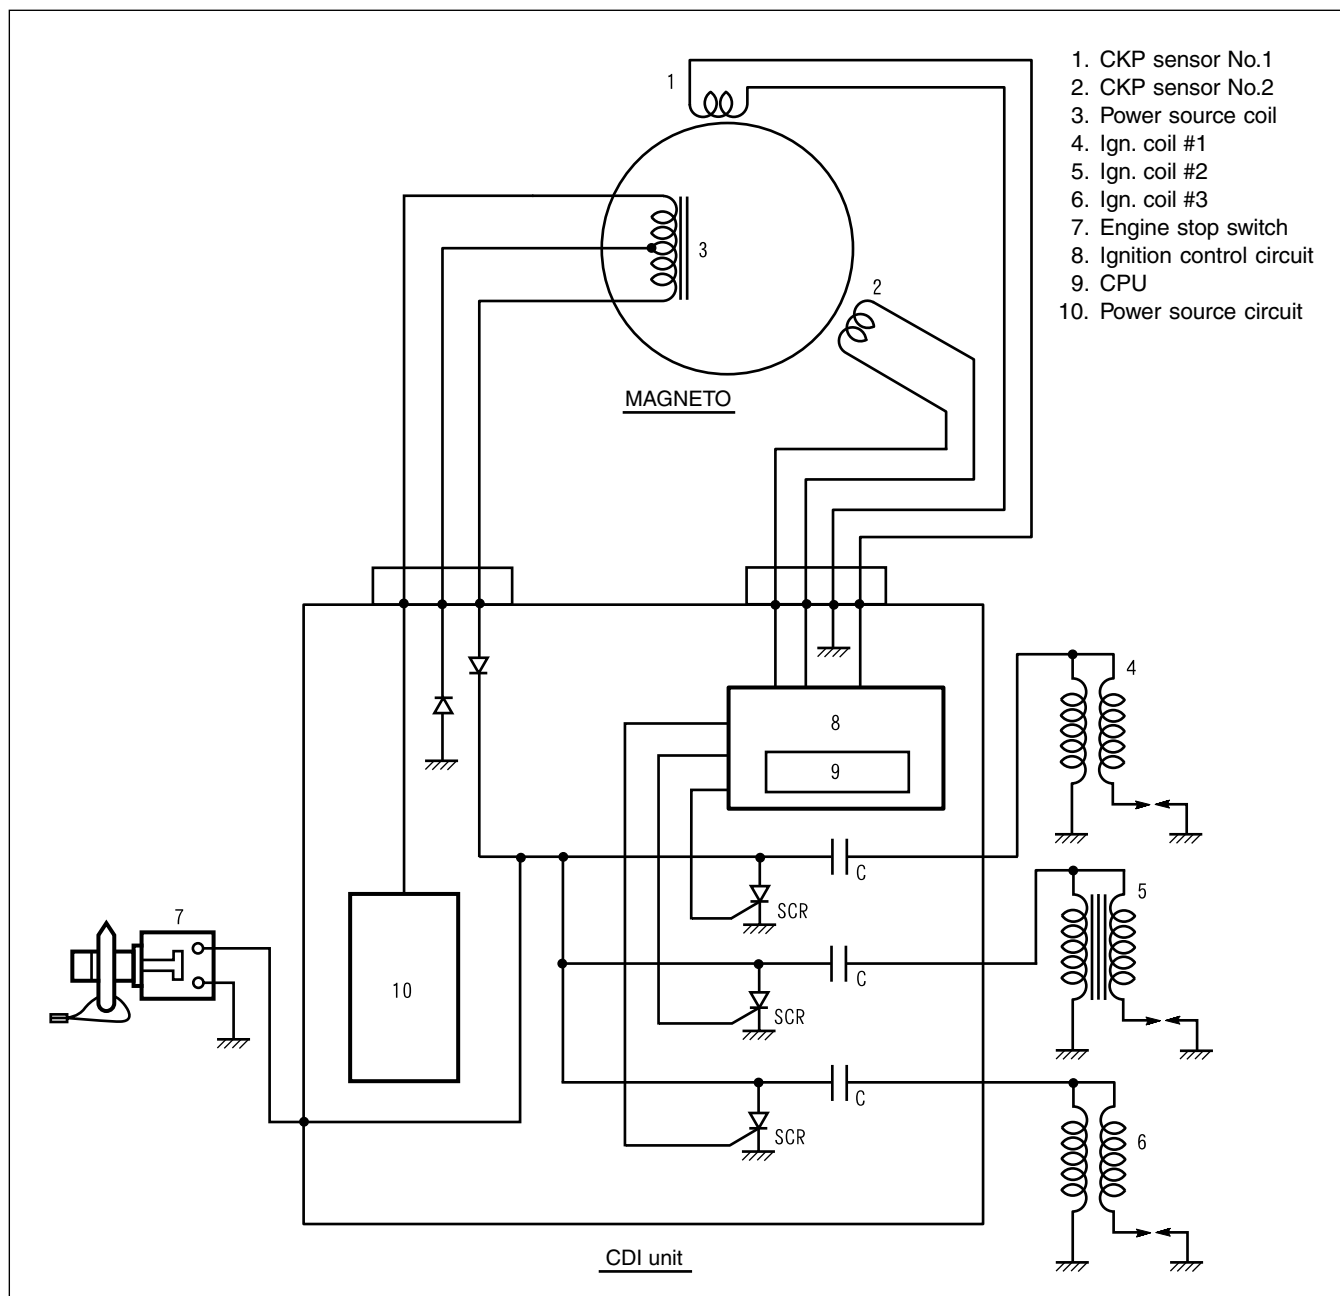 1. CKP sensor No.1
2. CKP sensor No.2
3. Power source coil
4. Ign. coil #1
5. Ign. coil #2
6. Ign. coil #3
7. Engine stop switch
8. Ignition control circuit
9. CPU
10. Power source circuit
1
3
2
MAGNETO
4
8
9
C
SCR
5
7
C
10
SCR
C
SCR
6
CDI unit